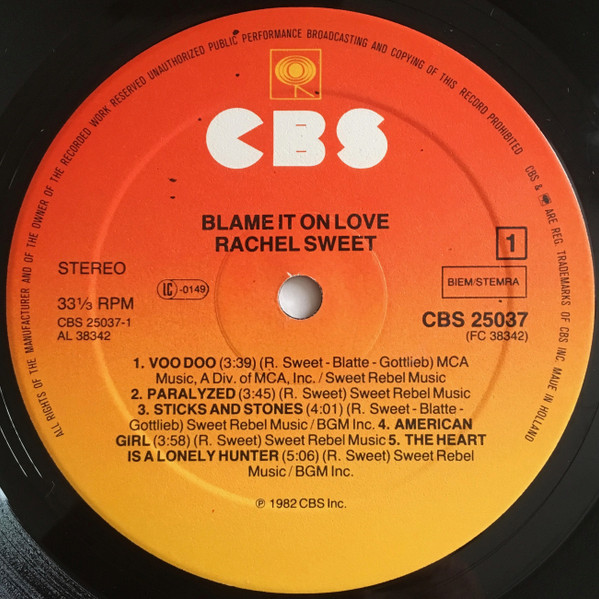 ALL RIGHTS OF THE MANUFACTURER AND OF THE OWNER OF THE RECORDED WORK RESERVED UNAUTHORIZED PUBLIC PERFORMANCE BROADCASTING AND COPYING OF THIS RECORD PROHIBITED
CBS & ARE REG. TRADEMARKS OF CBS INC. MADE IN HOLLAND
CBS
BLAME IT ON LOVE
RACHEL SWEET
1
STEREO
BIEM/STEMRA
33⅓ RPM
LC -0149
CBS 25037
CBS 25037-1
(FC 38342)
AL 38342
1. VOO DOO (3:39) (R. Sweet - Blatte - Gottlieb) MCA
Music, A Div. of MCA, Inc. / Sweet Rebel Music
2. PARALYZED (3:45) (R. Sweet) Sweet Rebel Music
3. STICKS AND STONES (4:01) (R. Sweet - Blatte -
Gottlieb) Sweet Rebel Music / BGM Inc. 4. AMERICAN
GIRL (3:58) (R. Sweet) Sweet Rebel Music 5. THE HEART
IS A LONELY HUNTER (5:06) (R. Sweet) Sweet Rebel
Music / BGM Inc.
℗ 1982 CBS Inc.